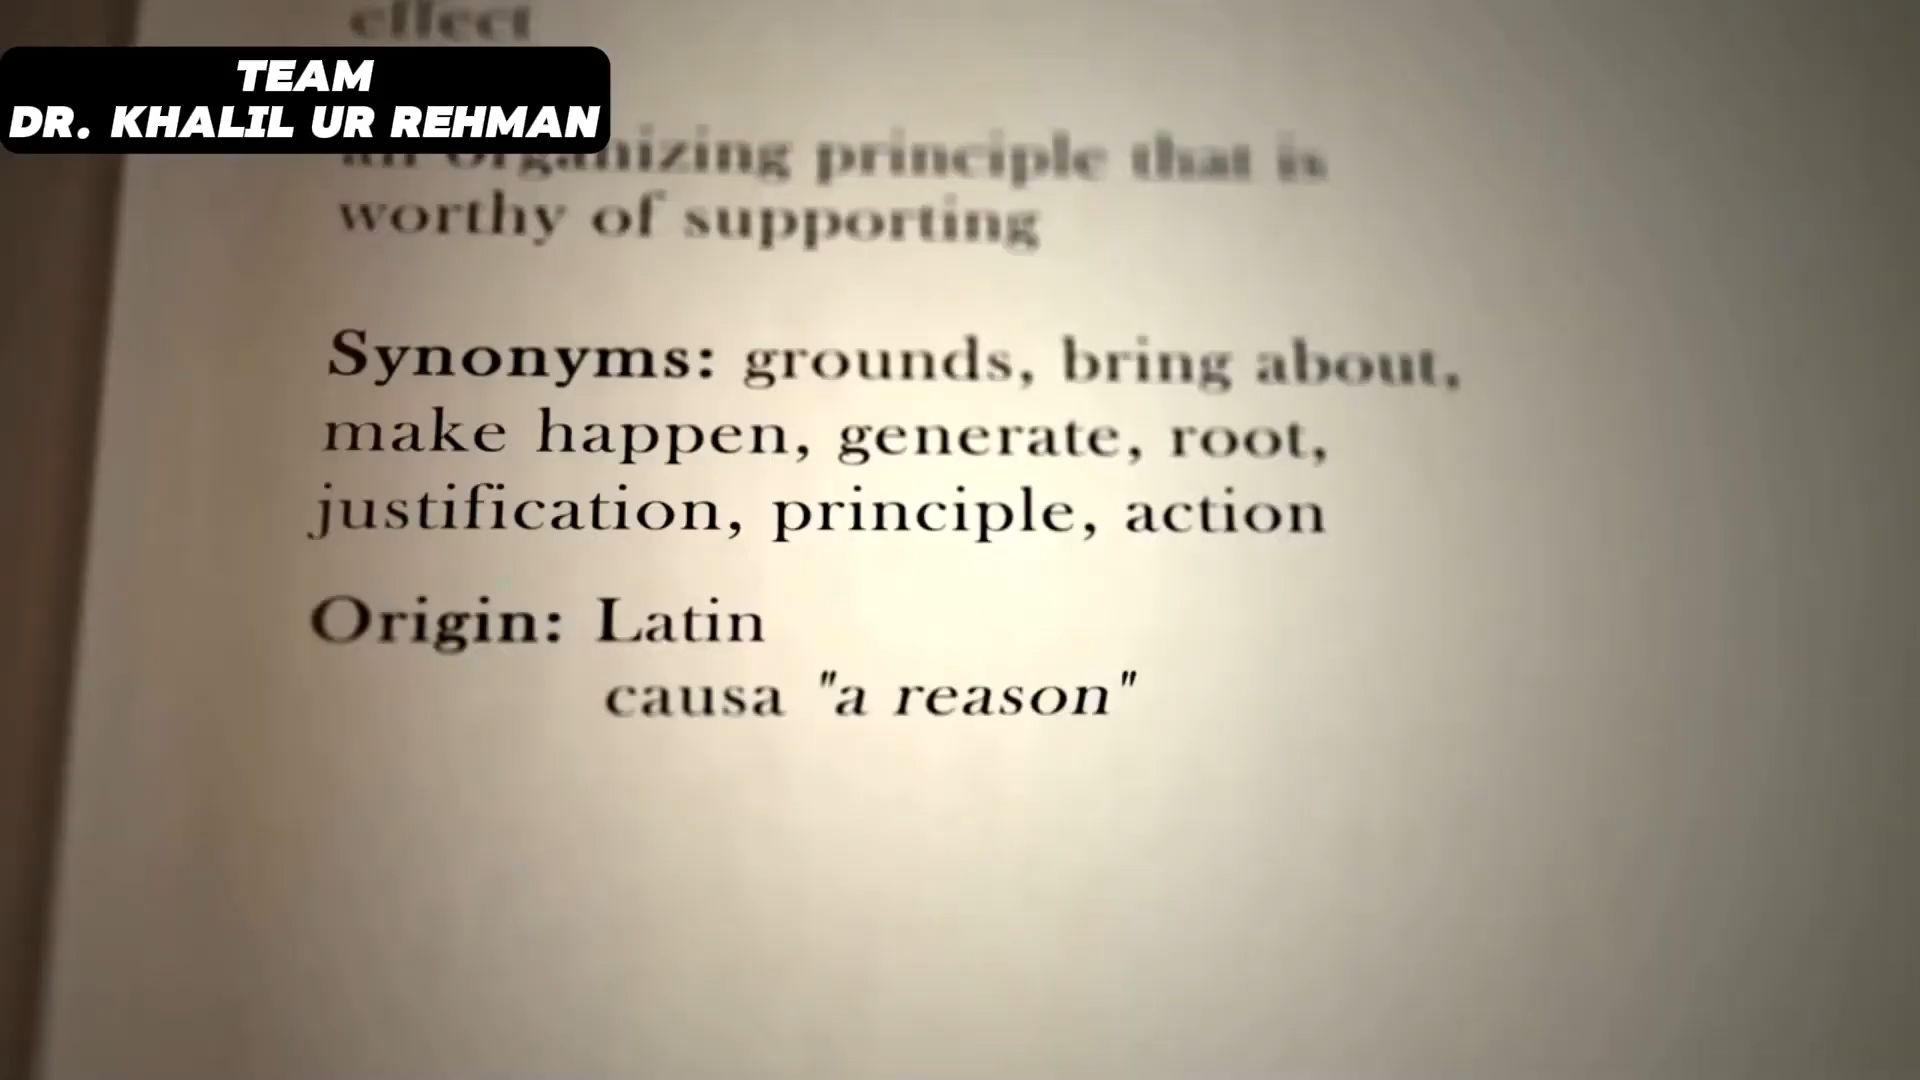 effect
TEAM
DR. KHALIL UR REHMAN
an organizing principle that is
worthy of supporting
Synonyms: grounds, bring about,
make happen, generate, root,
justification, principle, action
Origin: Latin
causa "a reason"